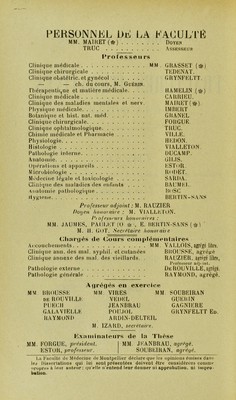 PERSONNEL DE LA FACULTÉ
MM. MAIRET (✻) . . . . . . . . Doyen
TRUC . . . . . . . . . . Assesseur
Professeurs
Clinique médicale . . . . . . . . MM. GRASSET (✻)
Clinique chirurgicale . . . . . . . . TEDENAT.
Clinique obstétric. et gynécol . . . . . . . . GRYNFELTT
— — ch. du cours, M. Guérin.
Thérapeutique et matière médicale. . . . . HAMELIN (✻)
Clinique médicale . . . . . . . . CARRIEU.
Clinique des maladies mentales et nerv. MAIRET (✻)
Physique médicale. . . . . . . . IMBERT
Botanique et hist. nat. méd. . . . . GRANEL
Clinique chirurgicale. . . . . . . . FORGUE
Clinique ophtalmologique. . . . . . TRUC.
Chimie médicale et Pharmacie . . . . VILLE.
Physiologie. . . . . . . . HEDON.
Histologie . . . . . . . . VIALLETON.
Pathologie interne. . . . . . . . DUCAMP.
Anatomie. . . . . . . . GILIS.
Opérations et appareils . . . . . . ESTOR.
Microbiologie . . . . . . . . RODET.
Médecine légale et toxicologie . . . . SARDA.
Clinique des maladies des enfants . . . . BAUMEL.
Anatomie pathologique. . . . . . BOSC
Hygiène. . . . . . . . BERTIN-SANS
Professeur adjoint : M. RAUZIER
Doyen honoraire : M. VIALLETON.
Professeurs honoraires :
MM. JAUMES, PAULET (O ✻), E. BERTIN-SANS (✻)
M. H. GOT, Secrétaire honoraire
Chargés de Cours complémentaires
Accouchements. . . . . . . . MM. VALLOIS, agrégé libre.
Clinique ann. des mal. syphil. et cutanées BROUSSE, agrégé
Clinique annexe des mal. des vieillards. RAUZIER, agrégé libre,
Professeur adj.
Pathologie externe . . . . . . . . De ROUVILLE, agrégé.
Pathologie générale . . . . . . . . RAYMOND, agrégé.
Agrégés en exercice
MM. BROUSSE MM. VIRES MM. SOUBEIRAN
de ROUVILLE VEDEL GUERIN
PUECH JEANBRAU GAGNIERE
GALAVIELLE POUJOL GRYNFELTT Ed.
RAYMOND ARDIN-DELTEIL
M. IZARD, secrétaire.
Examinateurs de la Thèse
MM. FORGUE, président. MM. JEANBRAU, agrégé.
ESTOR, professeur. SOUBEIRAN, agrégé.
La Faculté de Médecine de Montpellier déclare que les opinions émises dans
les Dissertations qui lui sont présentées doivent être considérées comme
propres à leur auteur ; qu'elle n'entend leur donner ni approbation, ni impro-
bation.